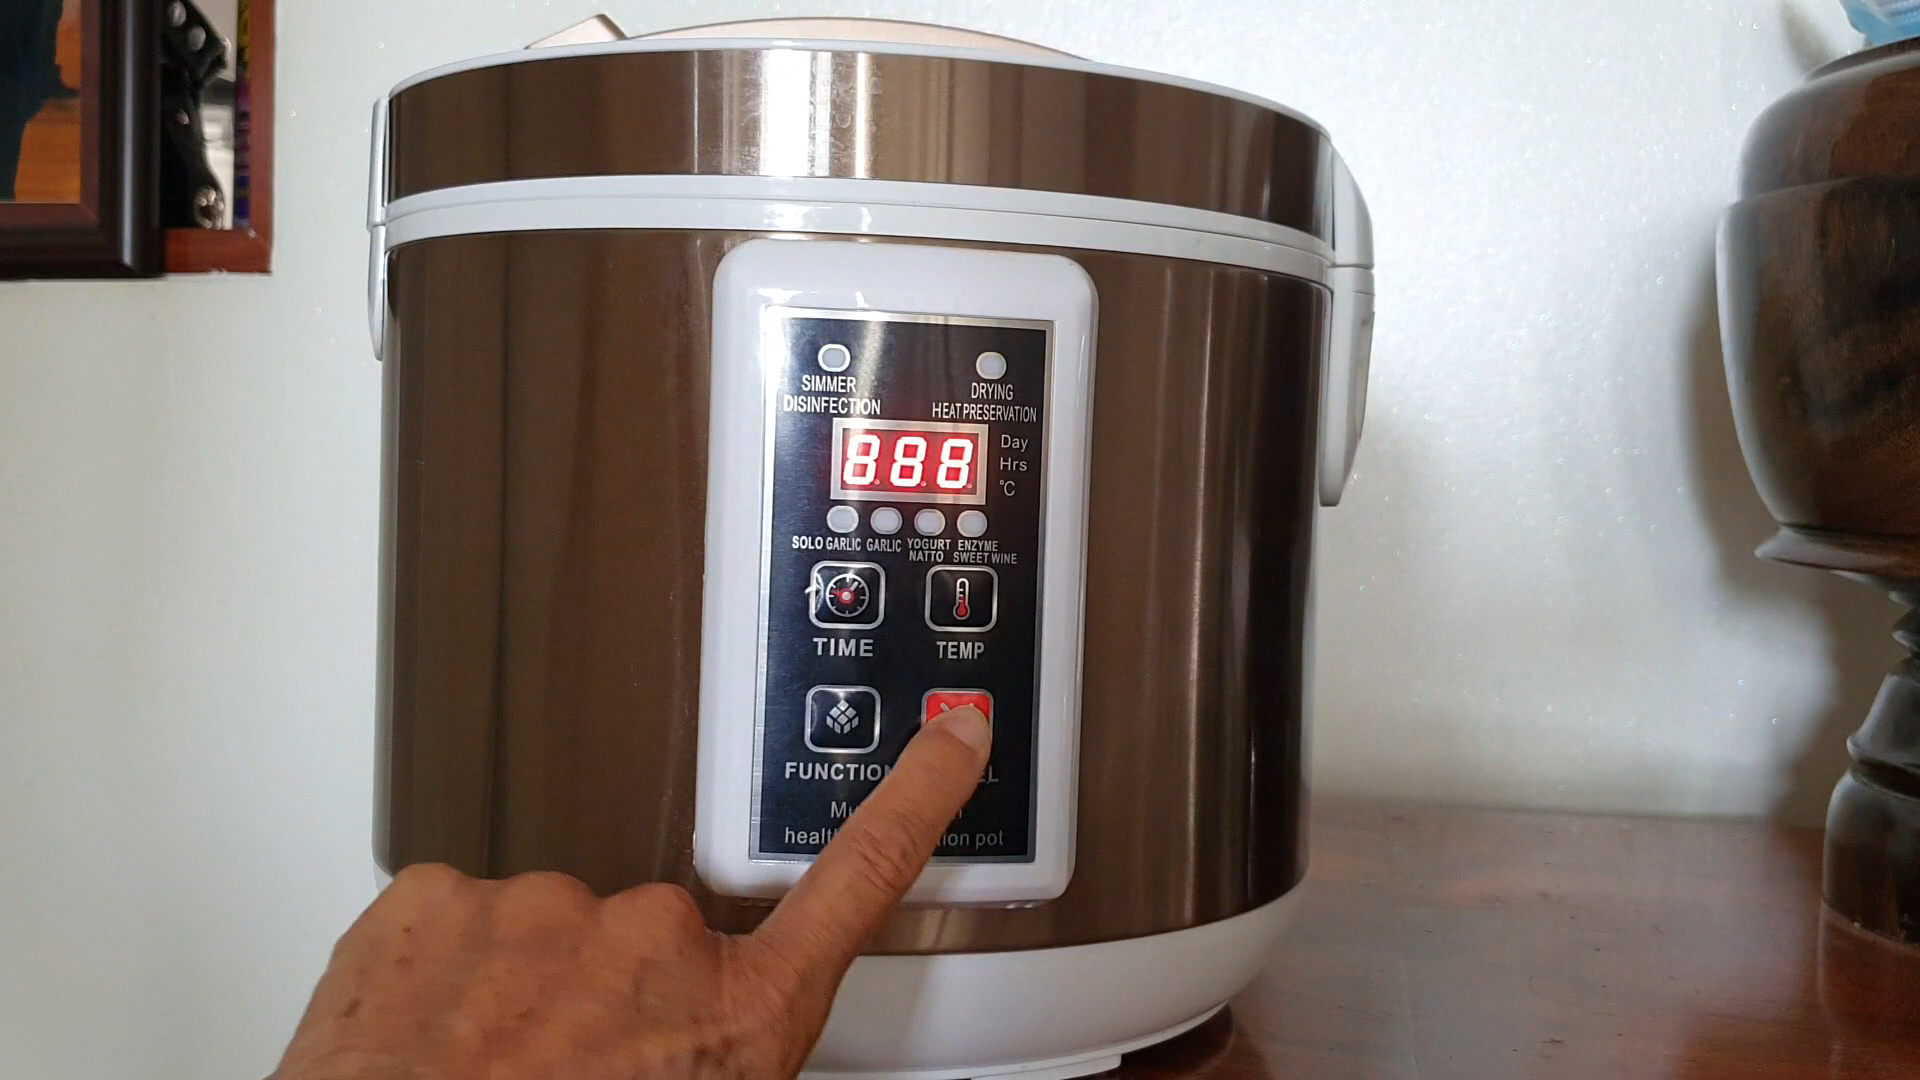 SIMMER
DISINFECTION
DRYING
HEAT PRESERVATION
888
Day
Hrs
°C
SOLO GARLIC
GARLIC
YOGURT
NATTO
ENZYME
SWEET WINE
TIME
TEMP
FUNCTION
pot